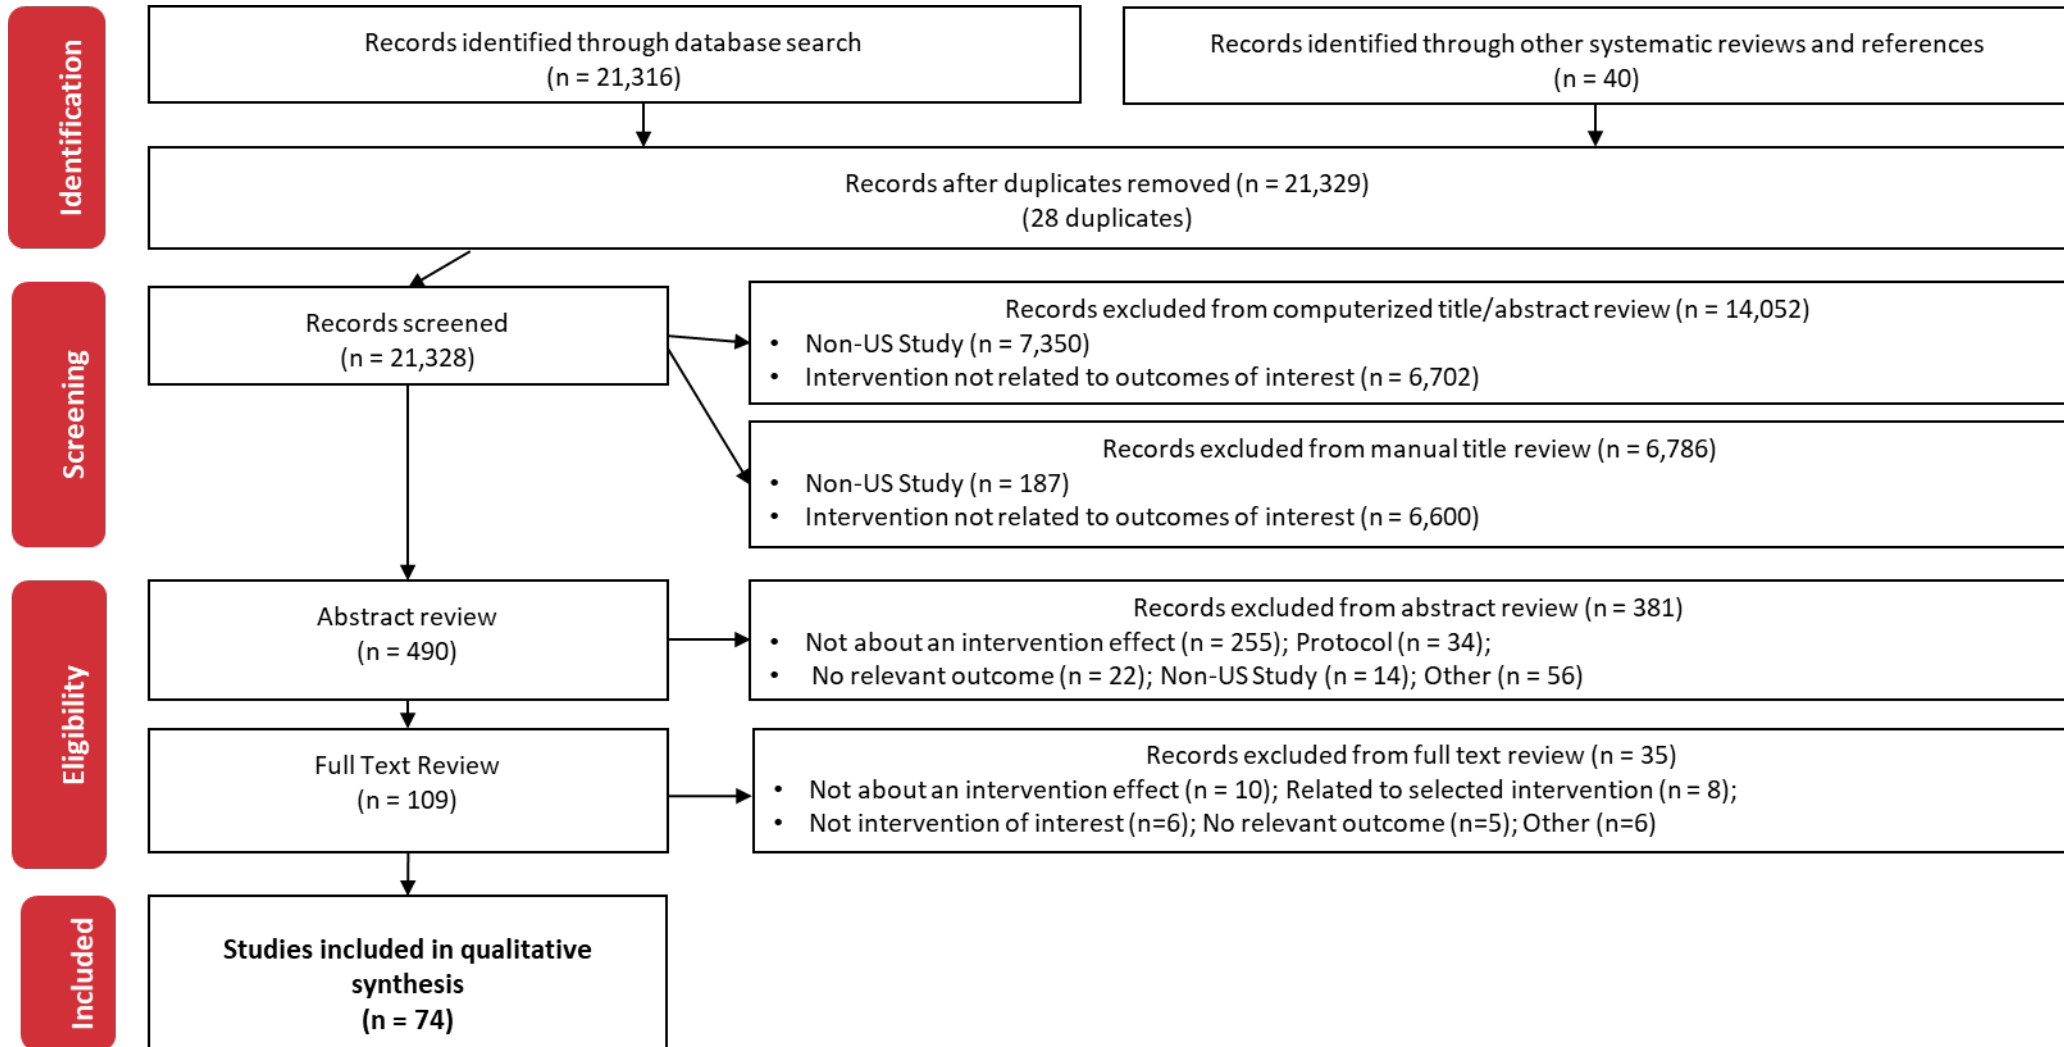 Identification
Records identified through database search
(n = 21,316)
Records identified through other systematic reviews and references
(n = 40)
Records after duplicates removed (n = 21,329)
(28 duplicates)
Screening
Records screened
(n = 21,328)
Records excluded from computerized title/abstract review (n = 14,052)
• Non-US Study (n = 7,350)
• Intervention not related to outcomes of interest (n = 6,702)
Records excluded from manual title review (n = 6,786)
• Non-US Study (n = 187)
• Intervention not related to outcomes of interest (n = 6,600)
Eligibility
Abstract review
(n = 490)
Records excluded from abstract review (n = 381)
• Not about an intervention effect (n = 255); Protocol (n = 34);
• No relevant outcome (n = 22); Non-US Study (n = 14); Other (n = 56)
Full Text Review
(n = 109)
Records excluded from full text review (n = 35)
• Not about an intervention effect (n = 10); Related to selected intervention (n = 8);
• Not intervention of interest (n=6); No relevant outcome (n=5); Other (n=6)
Included
Studies included in qualitative
synthesis
(n = 74)